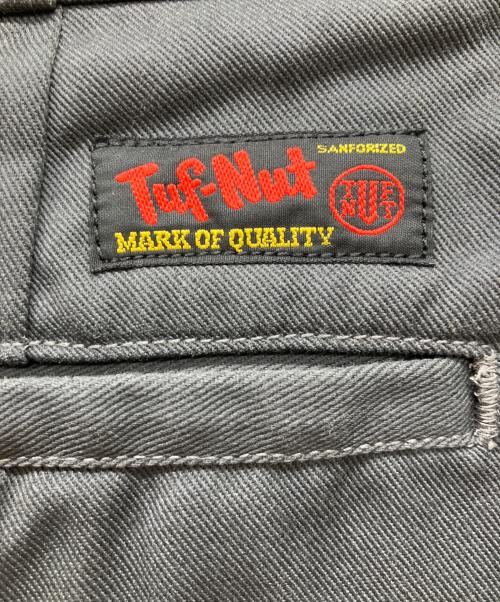 SANFORIZED
Tuf-Nut
TUF
NUT
MARK OF QUALITY